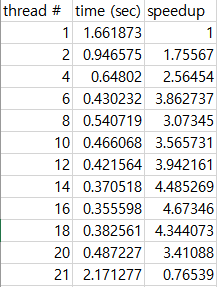 thread # time (sec) speedup
1 1.661873 1
2 0.946575 1.75567
4 0.64802 2.56454
6 0.430232 3.862737
8 0.540719 3.07345
10 0.466068 3.565731
12 0.421564 3.942161
14 0.370518 4.485269
16 0.355598 4.67346
18 0.382561 4.344073
20 0.487227 3.41088
21 2.171277 0.76539